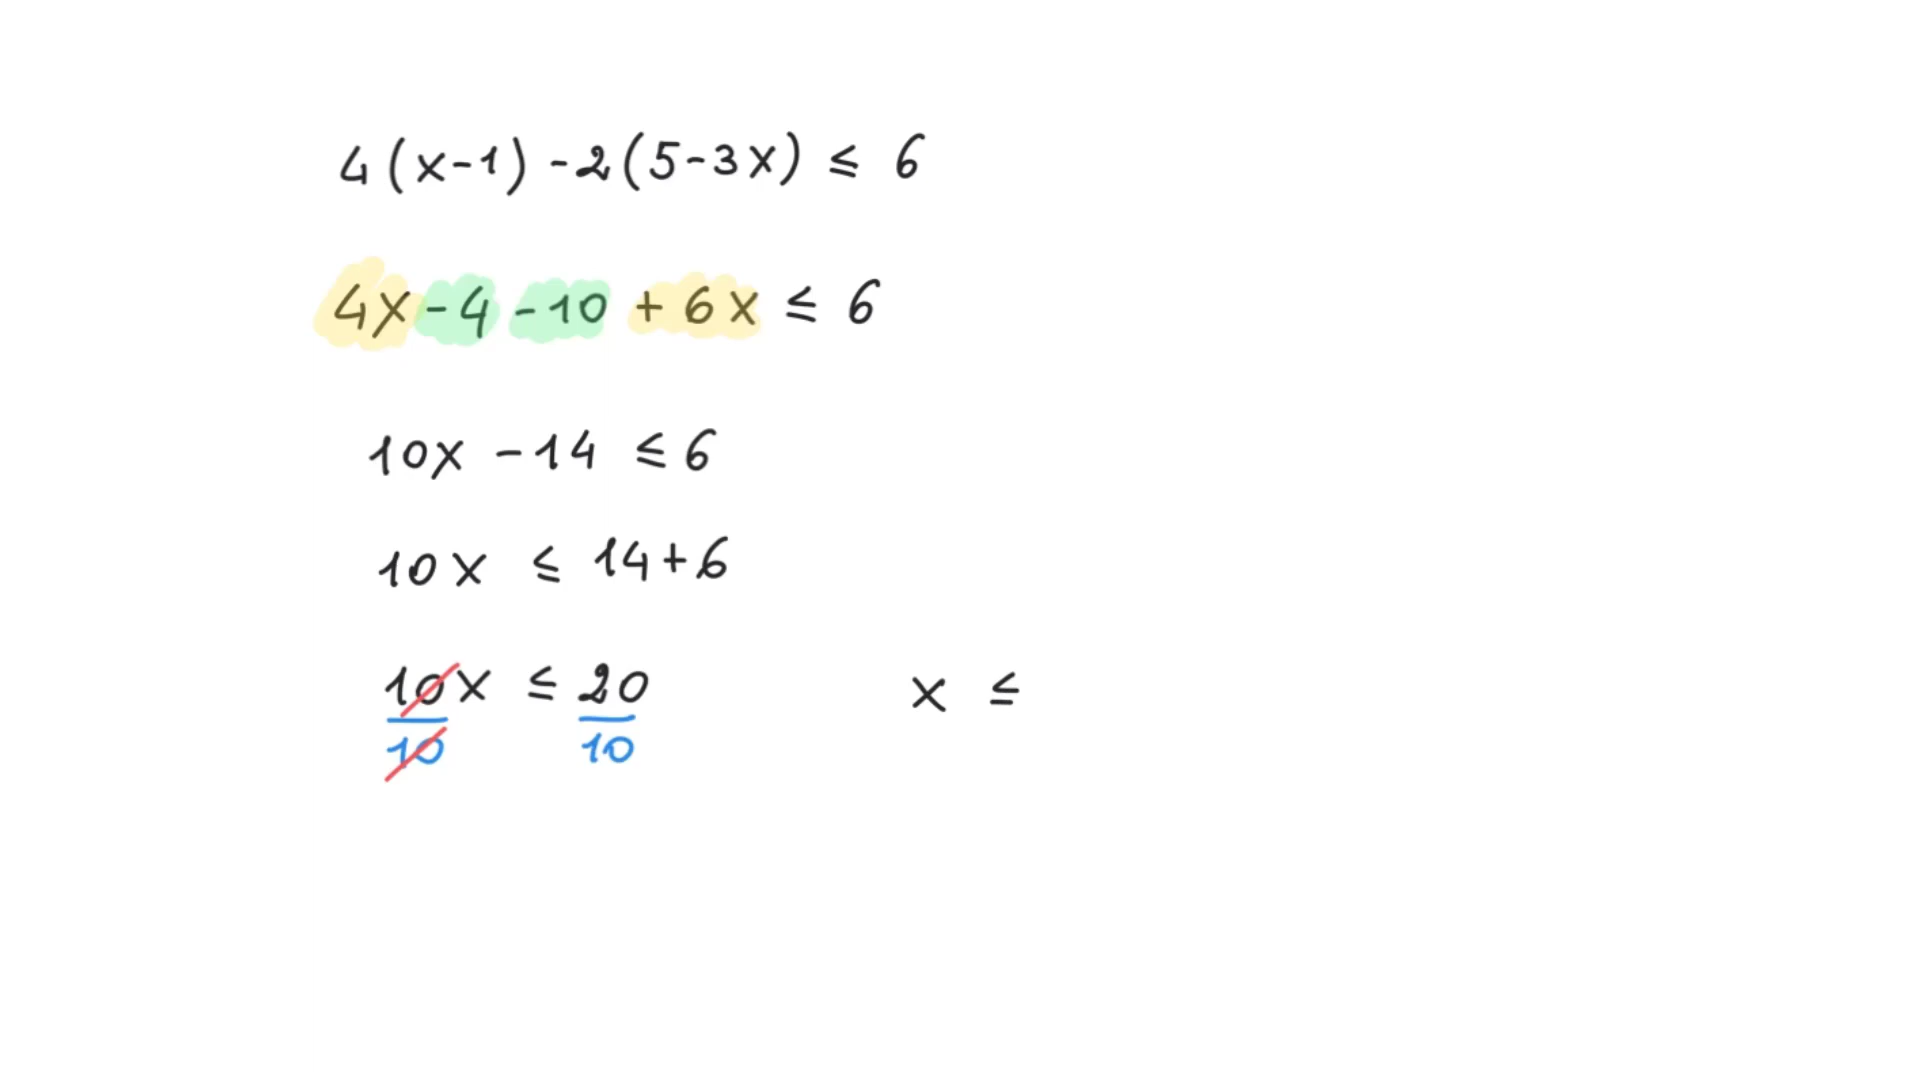 4(x-1) -2(5-3x) ≤ 6
4x -4 -10 + 6x ≤ 6
10x -14 ≤ 6
10x ≤ 14+6
10x ≤ 20 x ≤
10 10